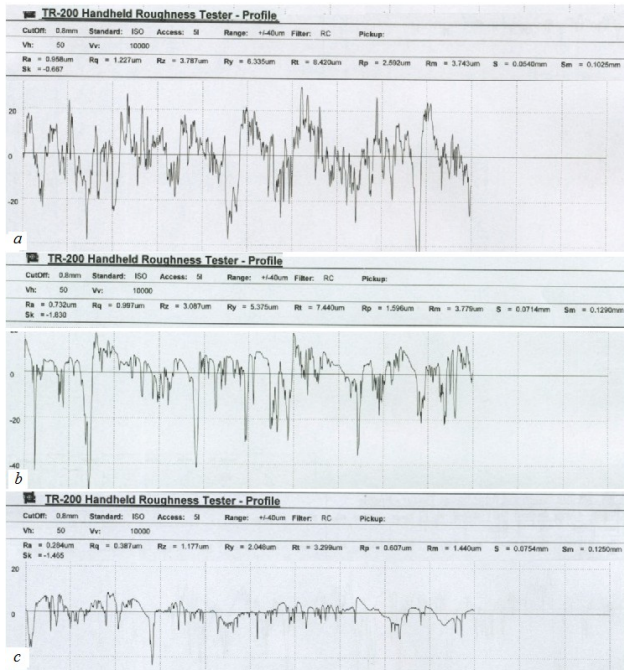 TR-200 Handheld Roughness Tester - Profile
CutOff: 0.8mm Standard: ISO Access: 5l Range: +/-40um Filter: RC Pickup:
Vh: 50 Vv: 10000
Ra = 0.958um Rq = 1.227um Rz = 3.787um Ry = 6.335um Rt = 8.420um Rp = 2.592um Rm = 3.743um S = 0.0540mm Sm = 0.1025mm
Sk = -0.667
20
0
-20
a
TR-200 Handheld Roughness Tester - Profile
CutOff: 0.8mm Standard: ISO Access: 5l Range: +/-40um Filter: RC Pickup:
Vh: 50 Vv: 10000
Ra = 0.732um Rq = 0.997um Rz = 3.087um Ry = 5.375um Rt = 7.440um Rp = 1.596um Rm = 3.779um S = 0.0714mm Sm = 0.1290mm
Sk = -1.830
0
-20
-40
b
TR-200 Handheld Roughness Tester - Profile
CutOff: 0.8mm Standard: ISO Access: 5l Range: +/-40um Filter: RC Pickup:
Vh: 50 Vv: 10000
Ra = 0.284um Rq = 0.387um Rz = 1.177um Ry = 2.048um Rt = 3.299um Rp = 0.607um Rm = 1.440um S = 0.0754mm Sm = 0.1250mm
Sk = -1.465
20
0
c